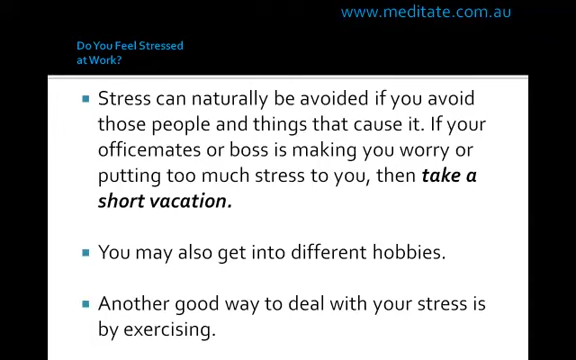 www.meditate.com.au
Do You Feel Stressed
at Work?
Stress can naturally be avoided if you avoid
those people and things that cause it. If your
officemates or boss is making you worry or
putting too much stress to you, then take a
short vacation.
You may also get into different hobbies.
Another good way to deal with your stress is
by exercising.